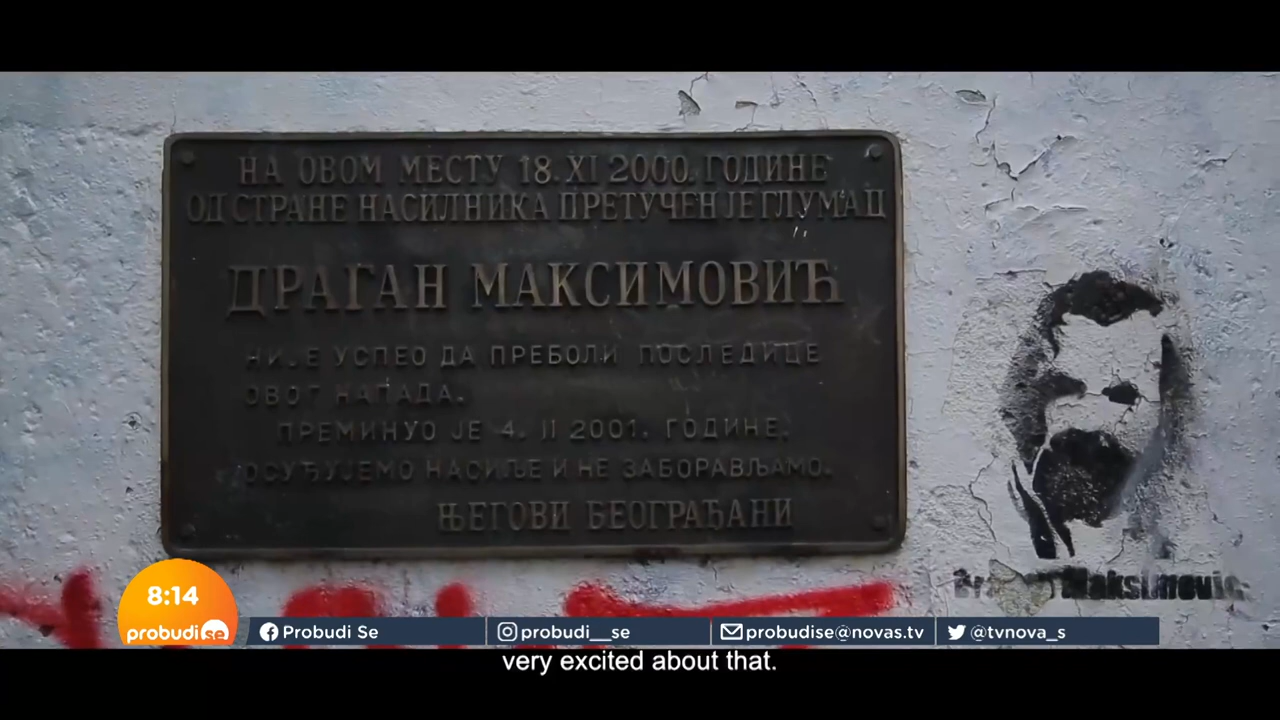 НА ОВОМ МЕСТУ 18. XI 2000. ГОДИНЕ
ОД СТРАНЕ НАСИЛНИКА ПРЕТУЧЕН ЈЕ ГЛУМАЦ
ДРАГАН МАКСИМОВИЋ
НИЈЕ УСПЕО ДА ПРЕБОЛИ ПОСЛЕДИЦЕ
ОВОГ НАПАДА.
ПРЕМИНУО ЈЕ 4. II 2001. ГОДИНЕ.
ОСУЂУЈЕМО НАСИЉЕ И НЕ ЗАБОРАВЉАМО.
ЊЕГОВИ БЕОГРАЂАНИ
Maksimovic
8:14
probudi se
Probudi Se
probudi__se
probudise@novas.tv
@tvnova_s
very excited about that.